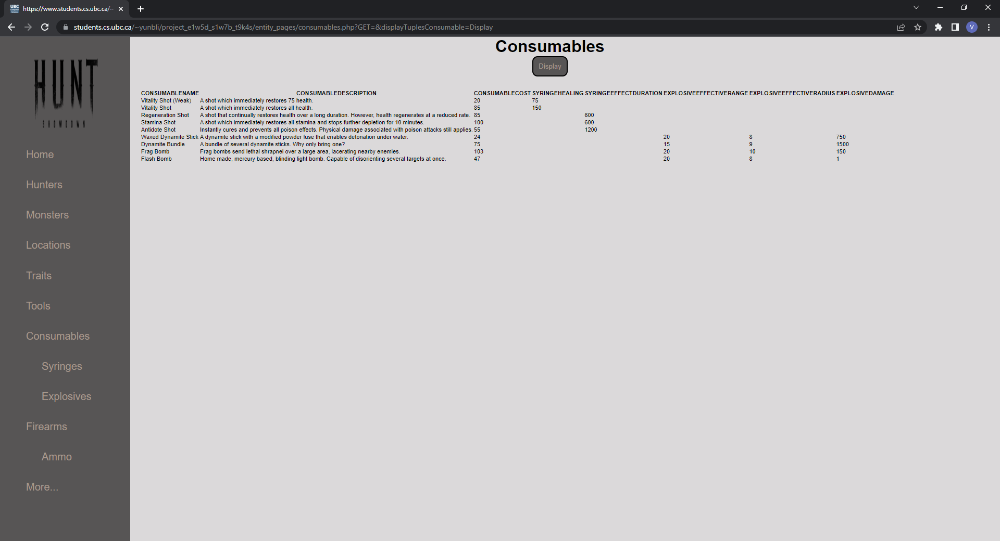 https://www.students.cs.ubc.ca/~
students.cs.ubc.ca/~yunbli/project_e1w5d_s1w7b_t9k4s/entity_pages/consumables.php?GET=&displayTuplesConsumable=Display
V
UBC
Computer
Science
HUNT
SHOWDOWN
Home
Hunters
Monsters
Locations
Traits
Tools
Consumables
Syringes
Explosives
Firearms
Ammo
More...
Consumables
Display
CONSUMABLENAME CONSUMABLEDESCRIPTION CONSUMABLECOST SYRINGEHEALING SYRINGEEFFECTDURATION EXPLOSIVEEFFECTIVERANGE EXPLOSIVEEFFECTIVERADIUS EXPLOSIVEDAMAGE
Vitality Shot (Weak) A shot which immediately restores 75 health. 20 75
Vitality Shot A shot which immediately restores all health. 85 150
Regeneration Shot A shot that continually restores health over a long duration. However, health regenerates at a reduced rate. 85 600
Stamina Shot A shot which immediately restores all stamina and stops further depletion for 10 minutes. 100 600
Antidote Shot Instantly cures and prevents all poison effects. Physical damage associated with poison attacks still applies. 55 1200
Waxed Dynamite Stick A dynamite stick with a modified powder fuse that enables detonation under water. 24 20 8 750
Dynamite Bundle A bundle of several dynamite sticks. Why only bring one? 75 15 9 1500
Frag Bomb Frag bombs send lethal shrapnel over a large area, lacerating nearby enemies. 103 20 10 150
Flash Bomb Home made, mercury based, blinding light bomb. Capable of disorienting several targets at once. 47 20 8 1